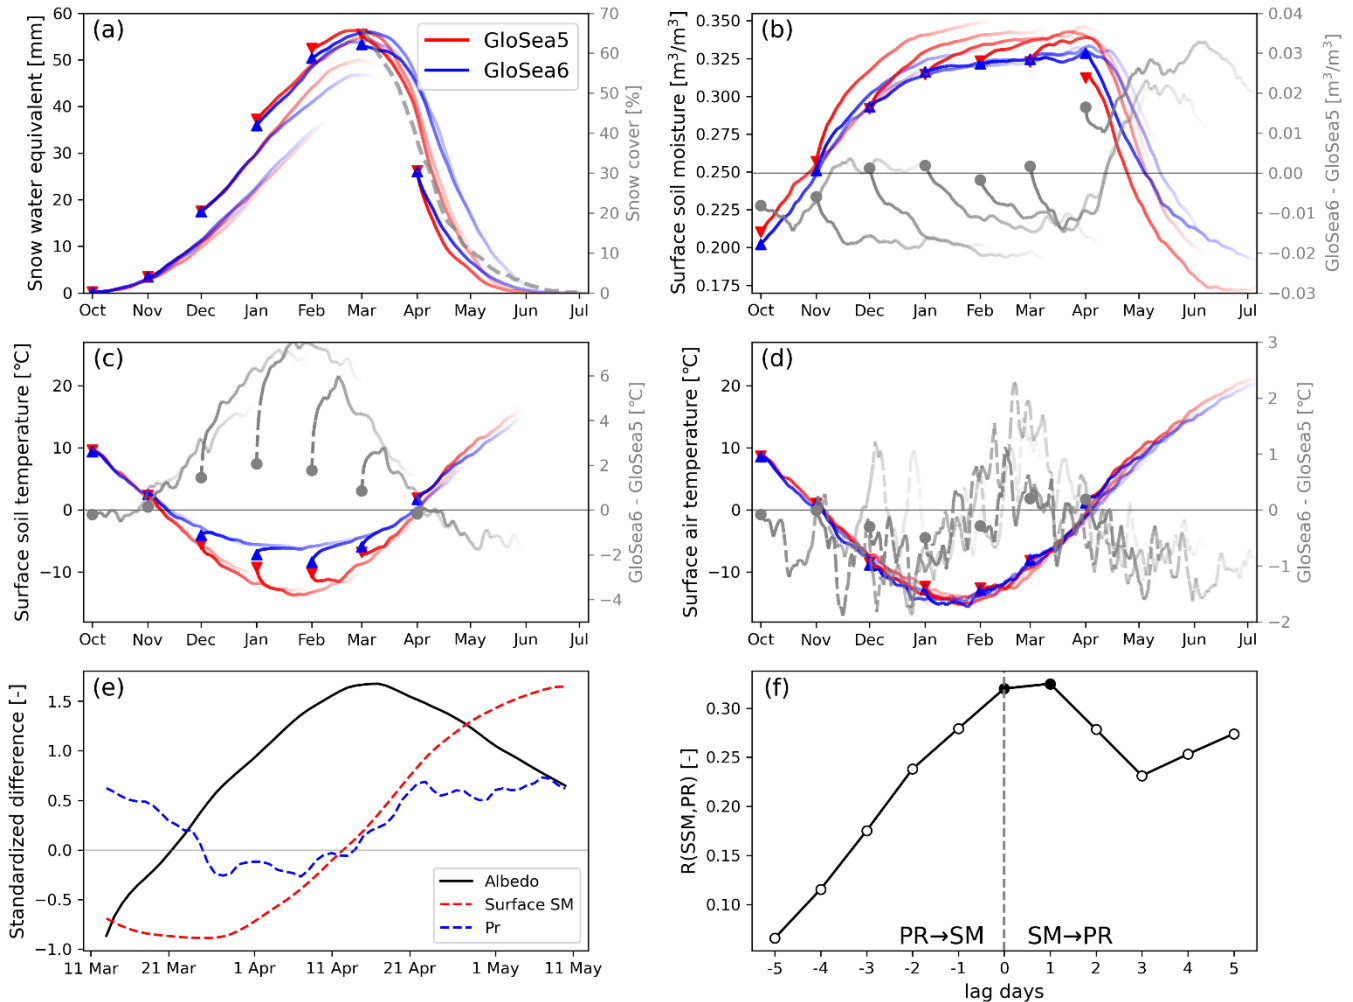 (a)
Snow water equivalent [mm]
60
50
40
30
20
10
0
70
60
50
40
30
20
10
0
Snow cover [%]
GloSea5
GloSea6
Oct Nov Dec Jan Feb Mar Apr May Jun Jul
(b)
Surface soil moisture [m³/m³]
0.350
0.325
0.300
0.275
0.250
0.225
0.200
0.175
0.04
0.03
0.02
0.01
0.00
−0.01
−0.02
−0.03
GloSea6 - GloSea5 [m³/m³]
Oct Nov Dec Jan Feb Mar Apr May Jun Jul
(c)
Surface soil temperature [℃]
20
10
0
−10
6
4
2
0
−2
−4
GloSea6 - GloSea5 [℃]
Oct Nov Dec Jan Feb Mar Apr May Jun Jul
(d)
Surface air temperature [℃]
20
10
0
−10
3
2
1
0
−1
−2
GloSea6 - GloSea5 [℃]
Oct Nov Dec Jan Feb Mar Apr May Jun Jul
(e)
Standardized difference [-]
1.5
1.0
0.5
0.0
−0.5
−1.0
Albedo
Surface SM
Pr
11 Mar 21 Mar 1 Apr 11 Apr 21 Apr 1 May 11 May
(f)
R(SSM,PR) [-]
0.30
0.25
0.20
0.15
0.10
PR→SM SM→PR
-5 -4 -3 -2 -1 0 1 2 3 4 5
lag days